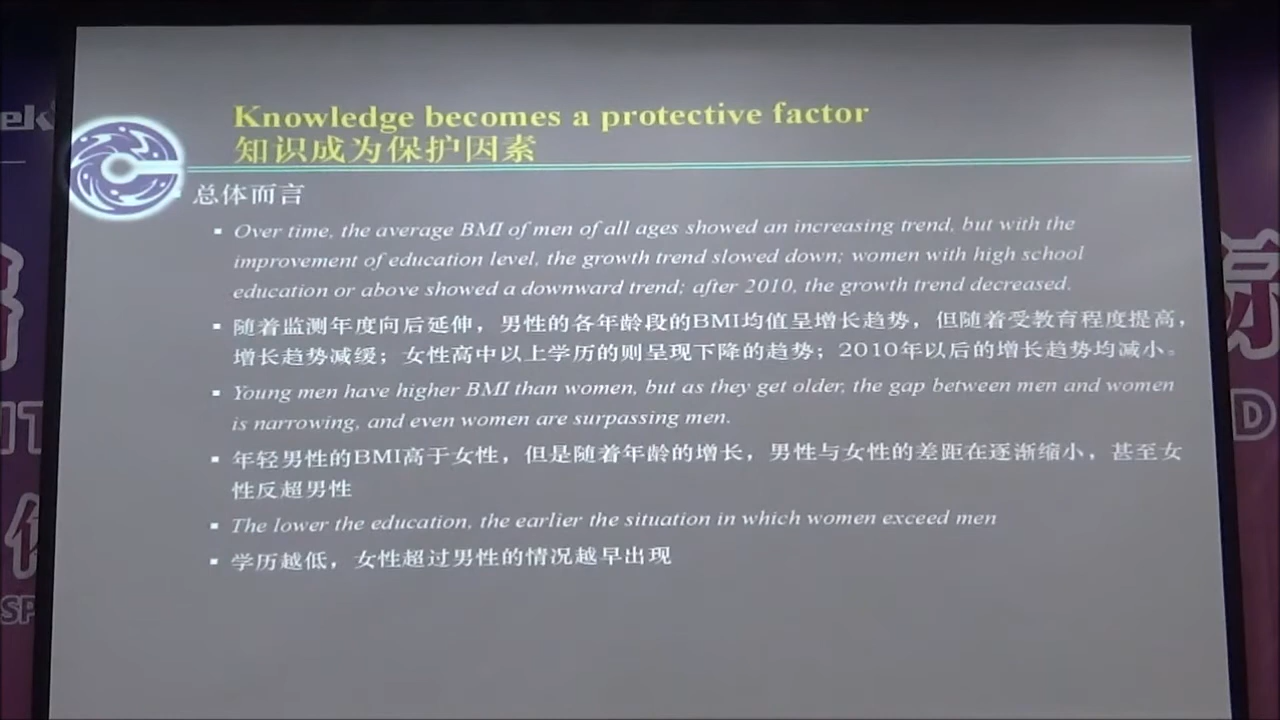 Knowledge becomes a protective factor
知识成为保护因素
总体而言
Over time, the average BMI of men of all ages showed an increasing trend, but with the
improvement of education level, the growth trend slowed down; women with high school
education or above showed a downward trend; after 2010, the growth trend decreased.
随着监测年度向后延伸，男性的各年龄段的BMI均值呈增长趋势，但随着受教育程度提高，
增长趋势减缓；女性高中以上学历的则呈现下降的趋势；2010年以后的增长趋势均减小。
Young men have higher BMI than women, but as they get older, the gap between men and women
is narrowing, and even women are surpassing men.
年轻男性的BMI高于女性，但是随着年龄的增长，男性与女性的差距在逐渐缩小，甚至女
性反超男性
The lower the education, the earlier the situation in which women exceed men
学历越低，女性超过男性的情况越早出现